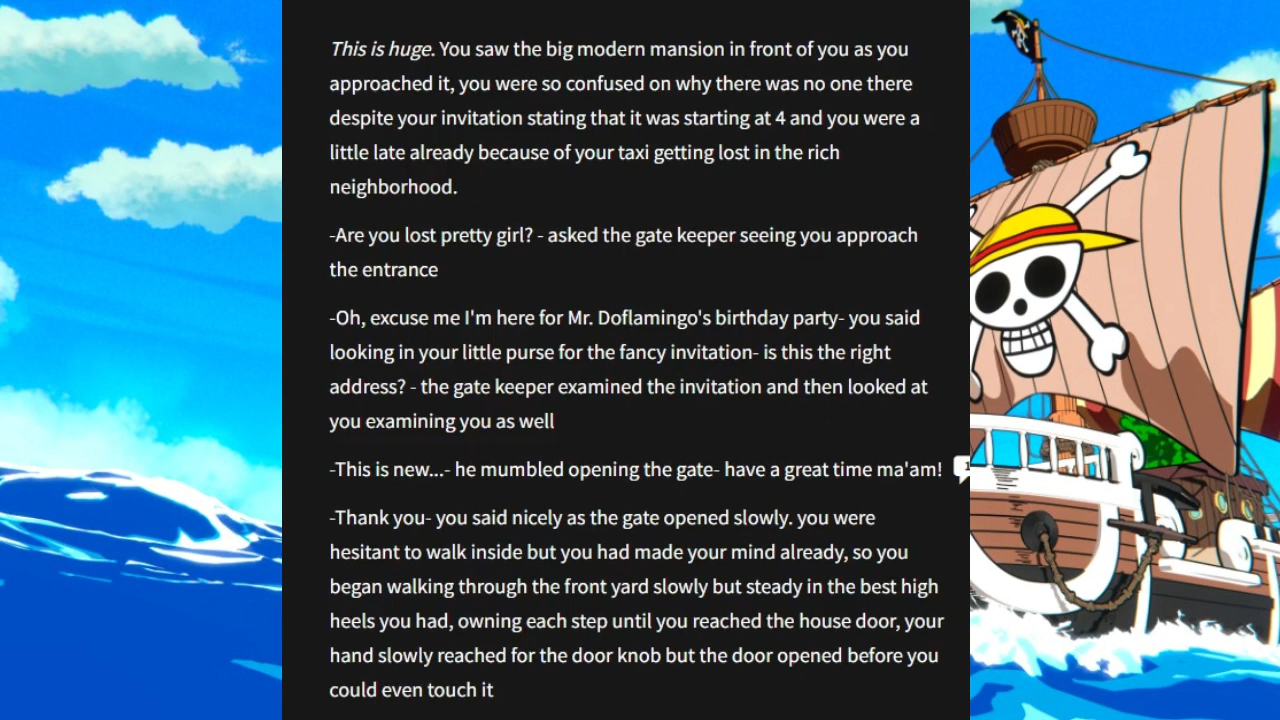 This is huge. You saw the big modern mansion in front of you as you
approached it, you were so confused on why there was no one there
despite your invitation stating that it was starting at 4 and you were a
little late already because of your taxi getting lost in the rich
neighborhood.
-Are you lost pretty girl? - asked the gate keeper seeing you approach
the entrance
-Oh, excuse me I'm here for Mr. Doflamingo's birthday party- you said
looking in your little purse for the fancy invitation- is this the right
address? - the gate keeper examined the invitation and then looked at
you examining you as well
-This is new...- he mumbled opening the gate- have a great time ma'am!
1
-Thank you- you said nicely as the gate opened slowly. you were
hesitant to walk inside but you had made your mind already, so you
began walking through the front yard slowly but steady in the best high
heels you had, owning each step until you reached the house door, your
hand slowly reached for the door knob but the door opened before you
could even touch it